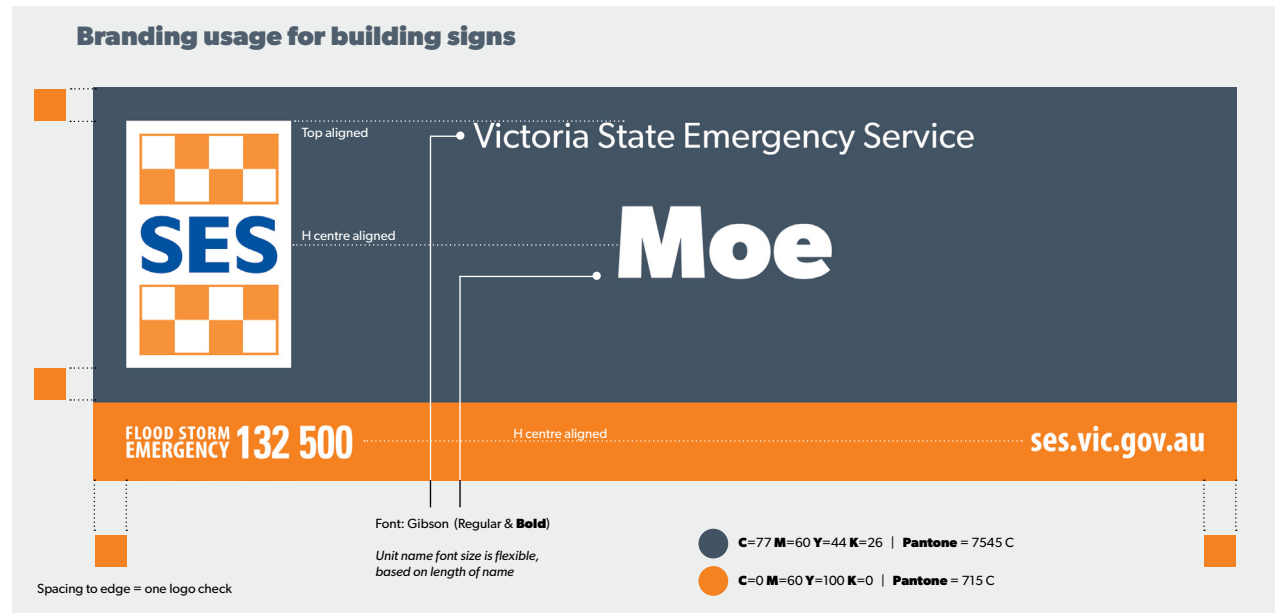 Branding usage for building signs
Top aligned
Victoria State Emergency Service
SES
H centre aligned
Moe
FLOOD STORM
EMERGENCY 132 500
H centre aligned
ses.vic.gov.au
Font: Gibson (Regular & Bold)
Unit name font size is flexible,
based on length of name
C=77 M=60 Y=44 K=26 | Pantone = 7545 C
C=0 M=60 Y=100 K=0 | Pantone = 715 C
Spacing to edge = one logo check